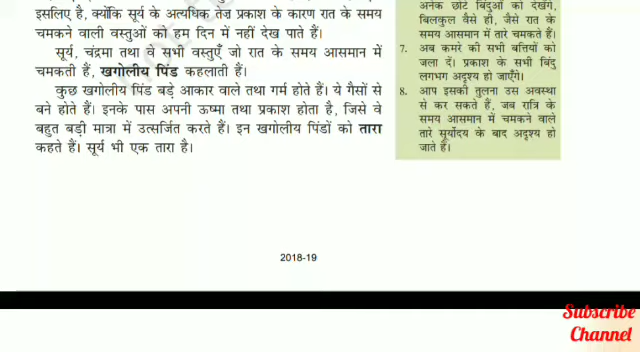 इसलिए है, क्योंकि सूर्य के अत्यधिक तेज़ प्रकाश के कारण रात के समय
चमकने वाली वस्तुओं को हम दिन में नहीं देख पाते हैं।
सूर्य, चंद्रमा तथा वे सभी वस्तुएँ जो रात के समय आसमान में
चमकती हैं, खगोलीय पिंड कहलाती हैं।
कुछ खगोलीय पिंड बड़े आकार वाले तथा गर्म होते हैं। ये गैसों से
बने होते हैं। इनके पास अपनी ऊष्मा तथा प्रकाश होता है, जिसे वे
बहुत बड़ी मात्रा में उत्सर्जित करते हैं। इन खगोलीय पिंडों को तारा
कहते हैं। सूर्य भी एक तारा है।
अनेक छोटे बिंदुओं को देखेंगे,
बिलकुल वैसे ही, जैसे रात के
समय आसमान में तारे चमकते हैं।
7. अब कमरे की सभी बत्तियों को
जला दें। प्रकाश के सभी बिंदु
लगभग अदृश्य हो जाएँगे।
8. आप इसकी तुलना उस अवस्था
से कर सकते हैं, जब रात्रि के
समय आसमान में चमकने वाले
तारे सूर्योदय के बाद अदृश्य हो
जाते हैं।
2018-19
Subscribe
Channel